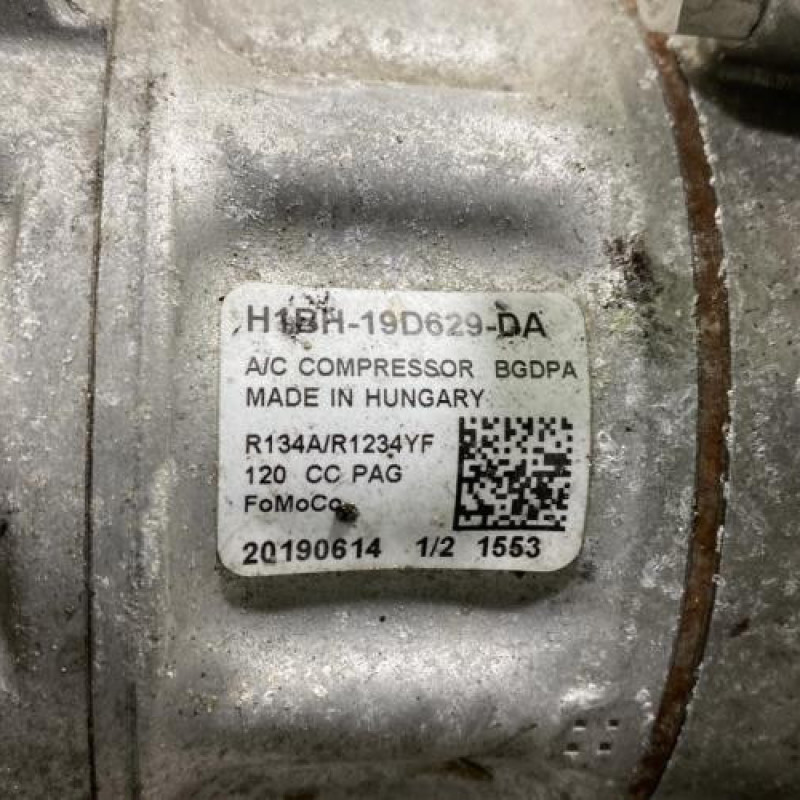 H1BH-19D629-DA
A/C COMPRESSOR BGDPA
MADE IN HUNGARY
R134A/R1234YF
120 CC PAG
FoMoCo
20190614 1/2 1553